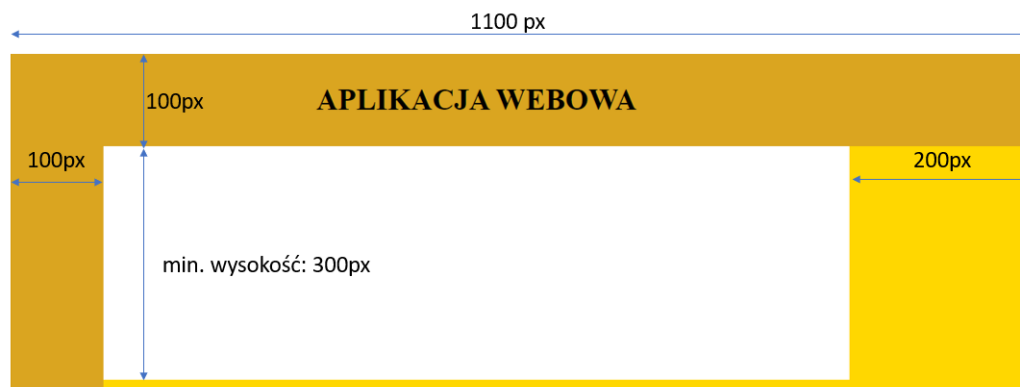 1100 px
100px
APLIKACJA WEBOWA
100px
200px
min. wysokość: 300px